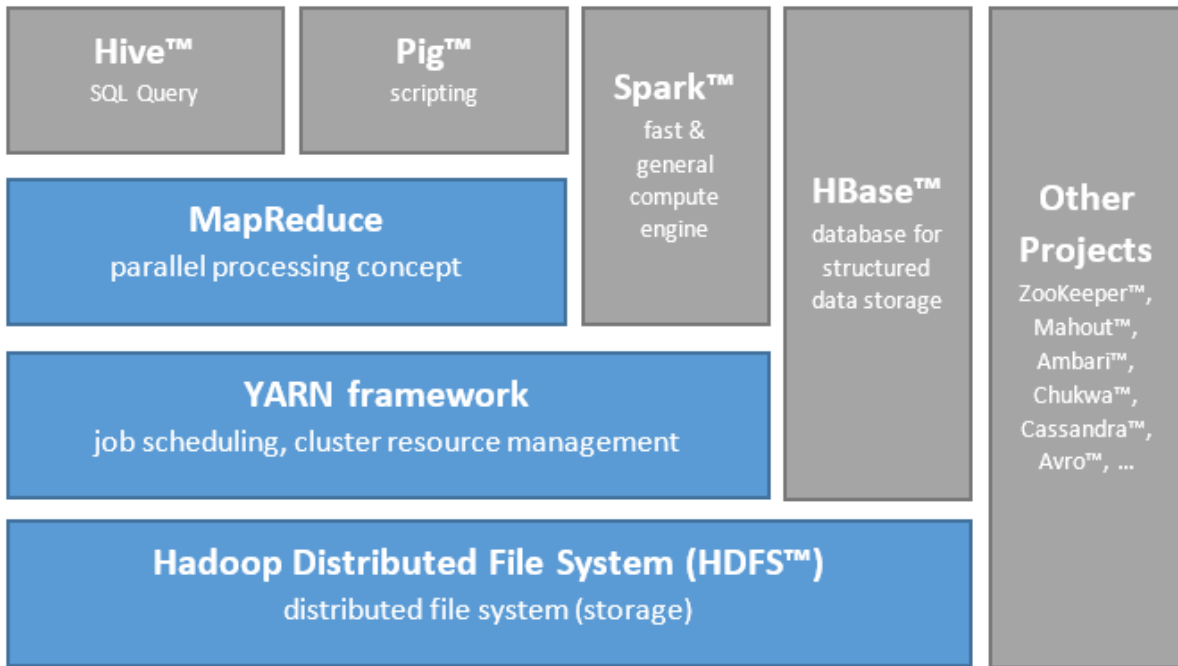 Hive™
SQL Query
Pig™
scripting
Spark™
fast &
general
compute
engine
HBase™
database for
structured
data storage
Other
Projects
ZooKeeper™,
Mahout™,
Ambari™,
Chukwa™,
Cassandra™,
Avro™, ...
MapReduce
parallel processing concept
YARN framework
job scheduling, cluster resource management
Hadoop Distributed File System (HDFS™)
distributed file system (storage)